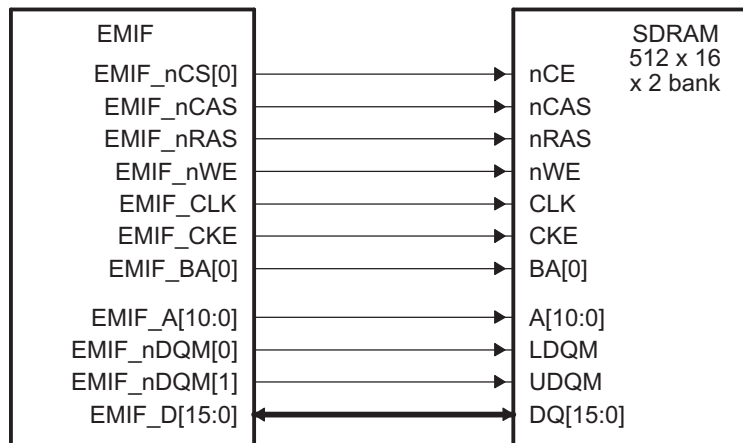 EMIF
SDRAM
512 x 16
x 2 bank
EMIF_nCS[0]
nCE
EMIF_nCAS
nCAS
EMIF_nRAS
nRAS
EMIF_nWE
nWE
EMIF_CLK
CLK
EMIF_CKE
CKE
EMIF_BA[0]
BA[0]
EMIF_A[10:0]
A[10:0]
EMIF_nDQM[0]
LDQM
EMIF_nDQM[1]
UDQM
EMIF_D[15:0]
DQ[15:0]